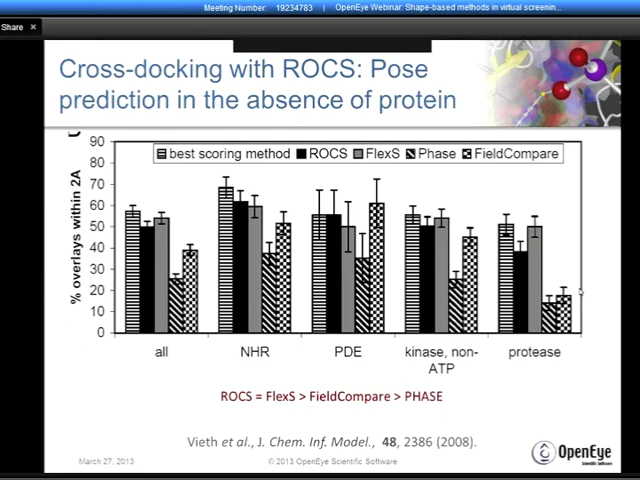 Meeting Number: 19234783 | OpenEye Webinar: Shape-based methods in virtual screenin...
Share ×
Cross-docking with ROCS: Pose
prediction in the absence of protein
best scoring method ROCS FlexS Phase FieldCompare
% overlays within 2A
90
80
70
60
50
40
30
20
10
0
all NHR PDE kinase, non-ATP protease
ROCS = FlexS > FieldCompare > PHASE
Vieth et al., J. Chem. Inf. Model., 48, 2386 (2008).
March 27, 2013 © 2013 OpenEye Scientific Software
OpenEye
Scientific Software